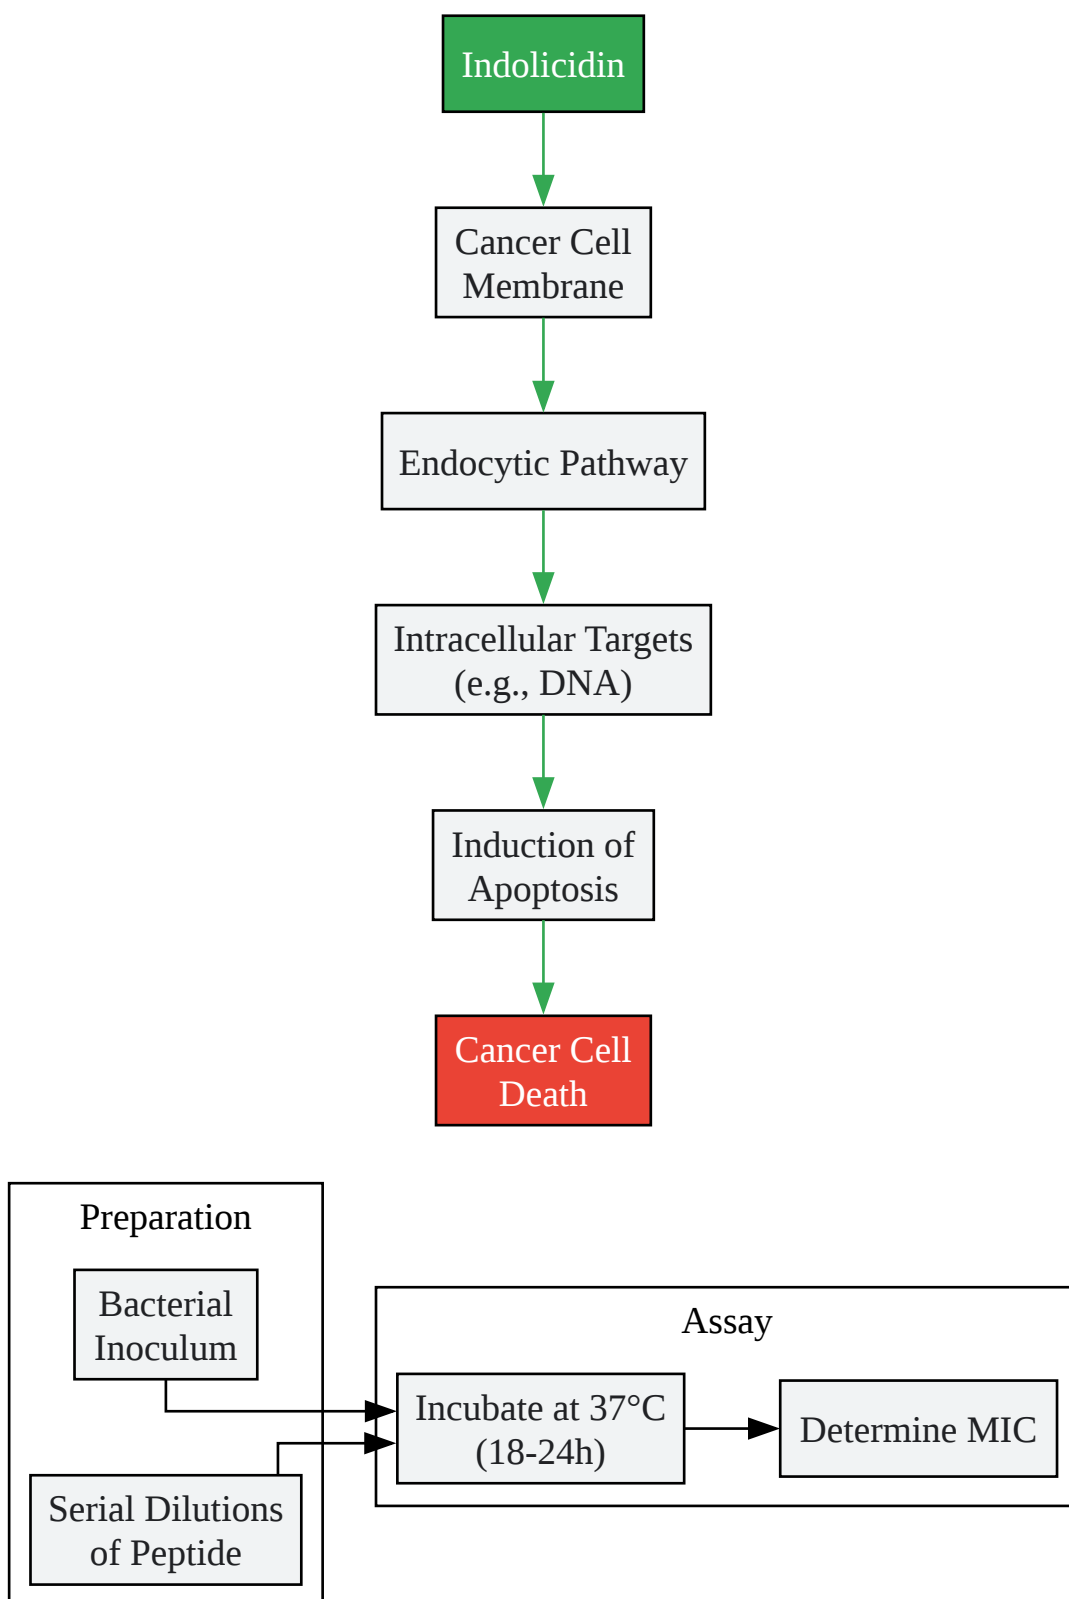 Indolicidin
Cancer Cell
Membrane
Endocytic Pathway
Intracellular Targets
(e.g., DNA)
Induction of
Apoptosis
Cancer Cell
Death
Preparation
Bacterial
Inoculum
Serial Dilutions
of Peptide
Assay
Incubate at 37°C
(18-24h)
Determine MIC